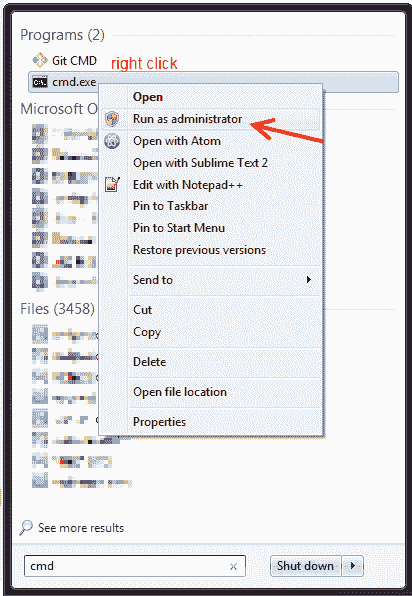 Programs (2)
Git CMD right click
cmd.exe
Open
Microsoft O
Run as administrator
Open with Atom
Open with Sublime Text 2
Edit with Notepad++
Pin to Taskbar
Pin to Start Menu
Restore previous versions
Send to
Files (3458)
Cut
Copy
Delete
Open file location
Properties
See more results
cmd
Shut down